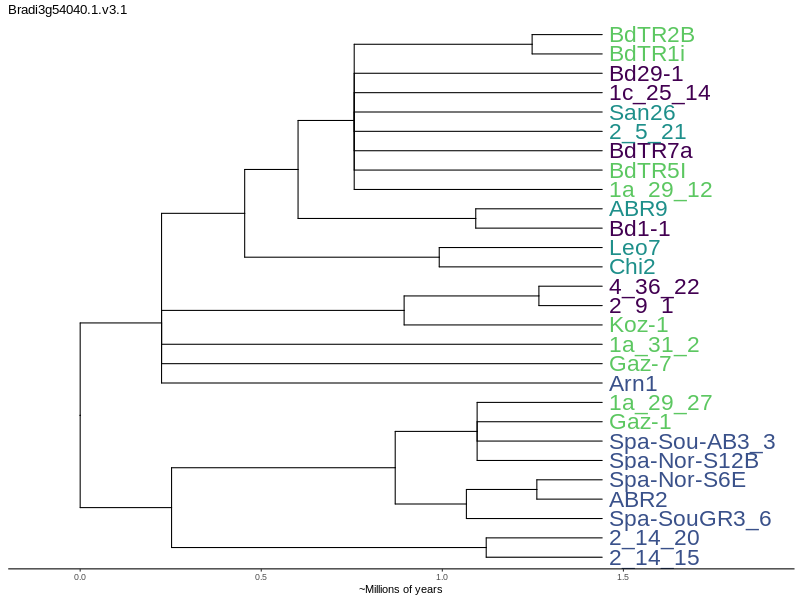 Bradi3g54040.1.v3.1
BdTR2B
BdTR1i
Bd29-1
1c_25_14
San26
2_5_21
BdTR7a
BdTR5I
1a_29_12
ABR9
Bd1-1
Leo7
Chi2
4_36_22
2_9_1
Koz-1
1a_31_2
Gaz-7
Arn1
1a_29_27
Gaz-1
Spa-Sou-AB3_3
Spa-Nor-S12B
Spa-Nor-S6E
ABR2
Spa-SouGR3_6
2_14_20
2_14_15
0.0 0.5 1.0 1.5
~Millions of years